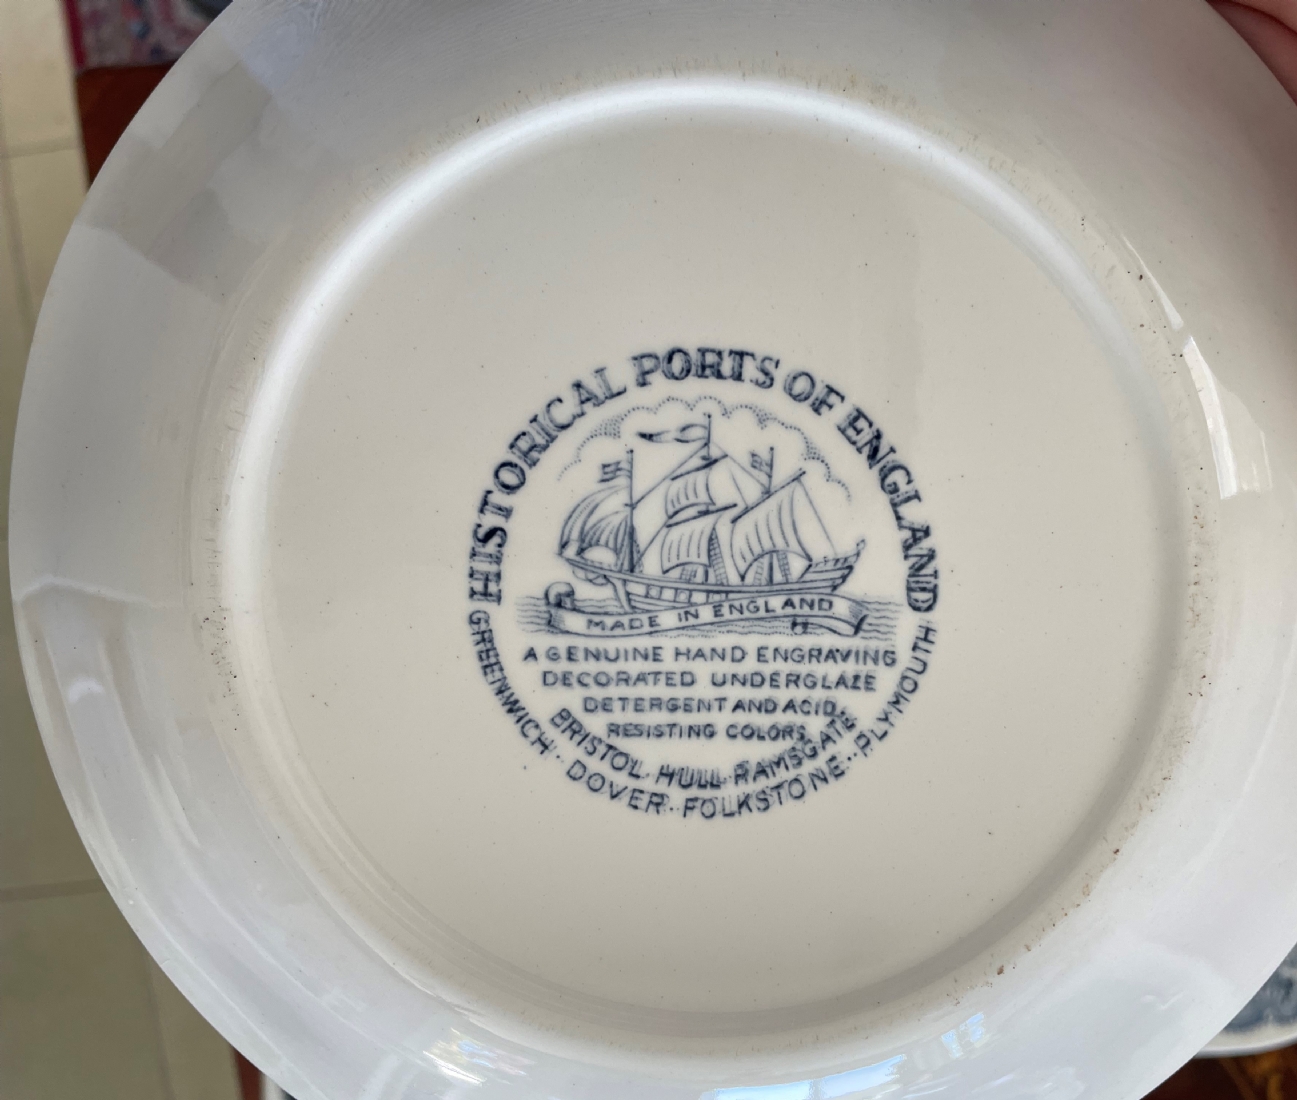 HISTORICAL PORTS OF ENGLAND
MADE IN ENGLAND
H
A GENUINE HAND ENGRAVING
DECORATED UNDERGLAZE
DETERGENT AND ACID
RESISTING COLORS
BRISTOL HULL RAMSGATE
GREENWICH·· DOVER·· FOLKSTONE·· PLYMOUTH